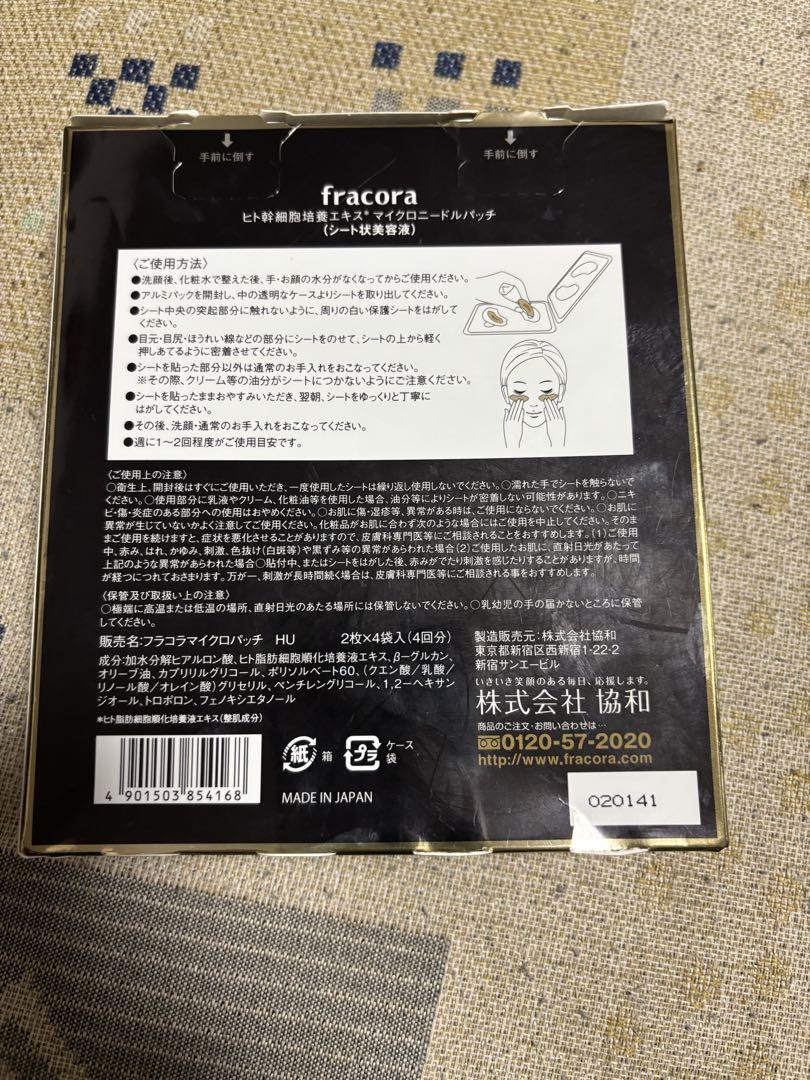 手前に倒す
手前に倒す
fracora
ヒト幹細胞培養エキス*マイクロニードルパッチ
(シート状美容液)
〈ご使用方法〉
●洗顔後、化粧水で整えた後、手・お顔の水分がなくなってからご使用ください。
●アルミパックを開封し、中の透明なケースよりシートを取り出してください。
●シート中央の突起部分に触れないように、周りの白い保護シートをはがして
ください。
●目元・目尻・ほうれい線などの部分にシートをのせて、シートの上から軽く
押しあてるように密着させてください。
●シートを貼った部分以外は通常のお手入れをおこなってください。
※その際、クリーム等の油分がシートにつかないようにご注意ください。
●シートを貼ったままおやすみいただき、翌朝、シートをゆっくりと丁寧に
はがしてください。
●その後、洗顔・通常のお手入れをおこなってください。
●週に1〜2回程度がご使用目安です。
〈ご使用上の注意〉
○衛生上、開封後はすぐにご使用いただき、一度使用したシートは繰り返し使用しないでください。○濡れた手でシートを触らないで
ください。○使用部分に乳液やクリーム、化粧油等を使用した場合、油分等によりシートが密着しない可能性があります。○ニキ
ビ・傷・炎症のある部分への使用はおやめください。○お肌に傷・湿疹等、異常がある時は、ご使用にならないでください。○お肌に
異常が生じていないかよく注意してご使用ください。化粧品がお肌に合わず次のような場合にはご使用を中止してください。そのま
まご使用を続けますと、症状を悪化させることがありますので、皮膚科専門医等にご相談されることをおすすめします。(1)ご使用
中、赤み、はれ、かゆみ、刺激、色抜け(白斑等)や黒ずみ等の異常があらわれた場合(2)ご使用したお肌に、直射日光があたって
上記のような異常があらわれた場合○貼付中、またはシートをはがした後、赤みがでたり刺激を感じたりすることがありますが、時間
が経つにつれておさまります。万が一、刺激が長時間続く場合は、皮膚科専門医等にご相談される事をおすすめします。
〈保管及び取扱い上の注意〉
○極端に高温または低温の場所、直射日光のあたる場所には保管しないでください。○乳幼児の手の届かないところに保管
してください。
販売名:フラコラマイクロパッチ HU 2枚×4袋入(4回分)
成分:加水分解ヒアルロン酸、ヒト脂肪細胞順化培養液エキス、βーグルカン、
オリーブ油、カプリリルグリコール、ポリソルベート60、(クエン酸/乳酸/
リノール酸/オレイン酸)グリセリル、ペンチレングリコール、1,2ーヘキサン
ジオール、トロポロン、フェノキシエタノール
*ヒト脂肪細胞順化培養液エキス(整肌成分)
製造販売元:株式会社協和
東京都新宿区西新宿1-22-2
新宿サンエービル
いきいき笑顔のある毎日、応援します。
株式会社 協和
商品のご注文・お問い合わせは…
0120-57-2020
http://www.fracora.com
4 901503 854168
紙 箱
プラ ケース
袋
MADE IN JAPAN
020141